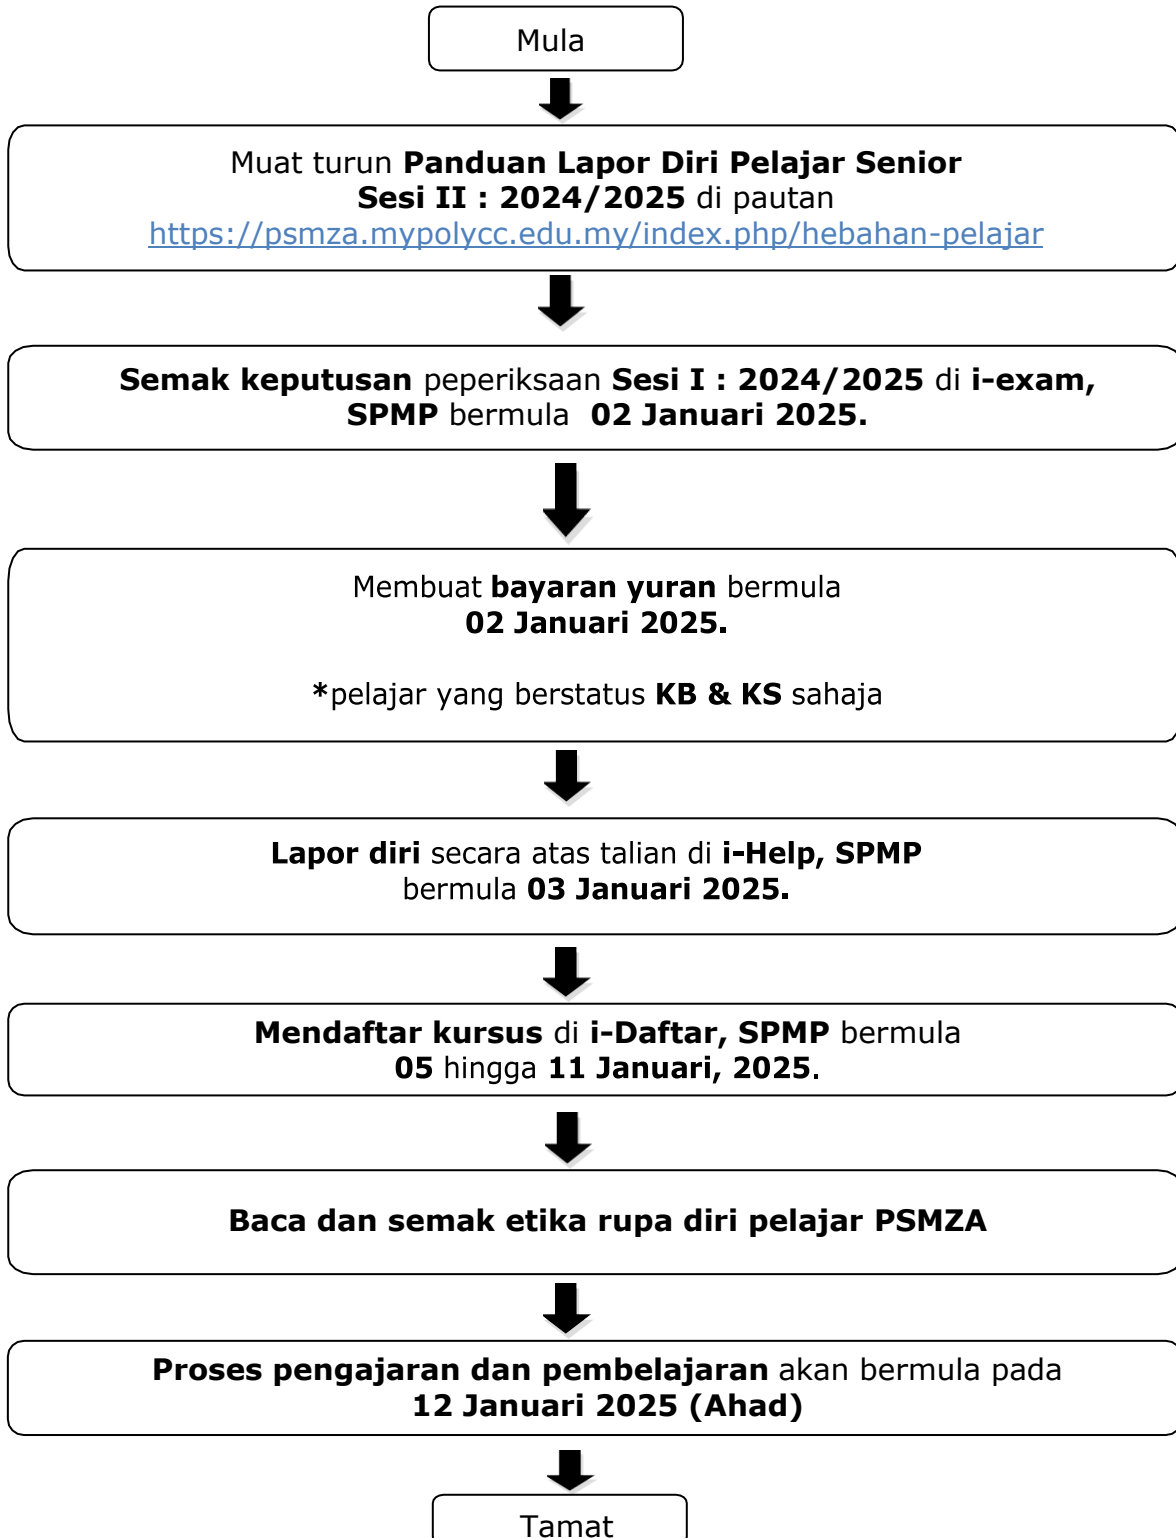 Mula
Muat turun Panduan Lapor Diri Pelajar Senior
Sesi II : 2024/2025 di pautan
https://psmza.mypolycc.edu.my/index.php/hebahan-pelajar
Semak keputusan peperiksaan Sesi I : 2024/2025 di i-exam,
SPMP bermula 02 Januari 2025.
Membuat bayaran yuran bermula
02 Januari 2025.
*pelajar yang berstatus KB & KS sahaja
Lapor diri secara atas talian di i-Help, SPMP
bermula 03 Januari 2025.
Mendaftar kursus di i-Daftar, SPMP bermula
05 hingga 11 Januari, 2025.
Baca dan semak etika rupa diri pelajar PSMZA
Proses pengajaran dan pembelajaran akan bermula pada
12 Januari 2025 (Ahad)
Tamat